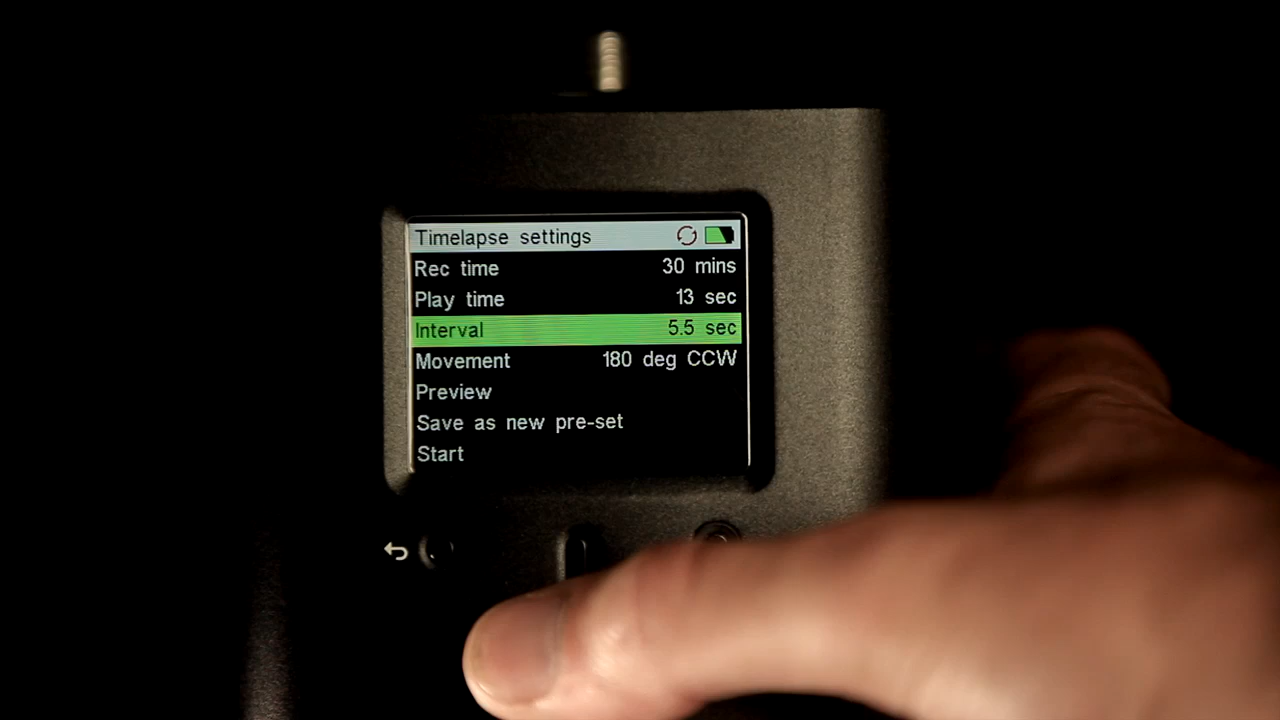 Timelapse settings
Rec time 30 mins
Play time 13 sec
Interval 5.5 sec
Movement 180 deg CCW
Preview
Save as new pre-set
Start